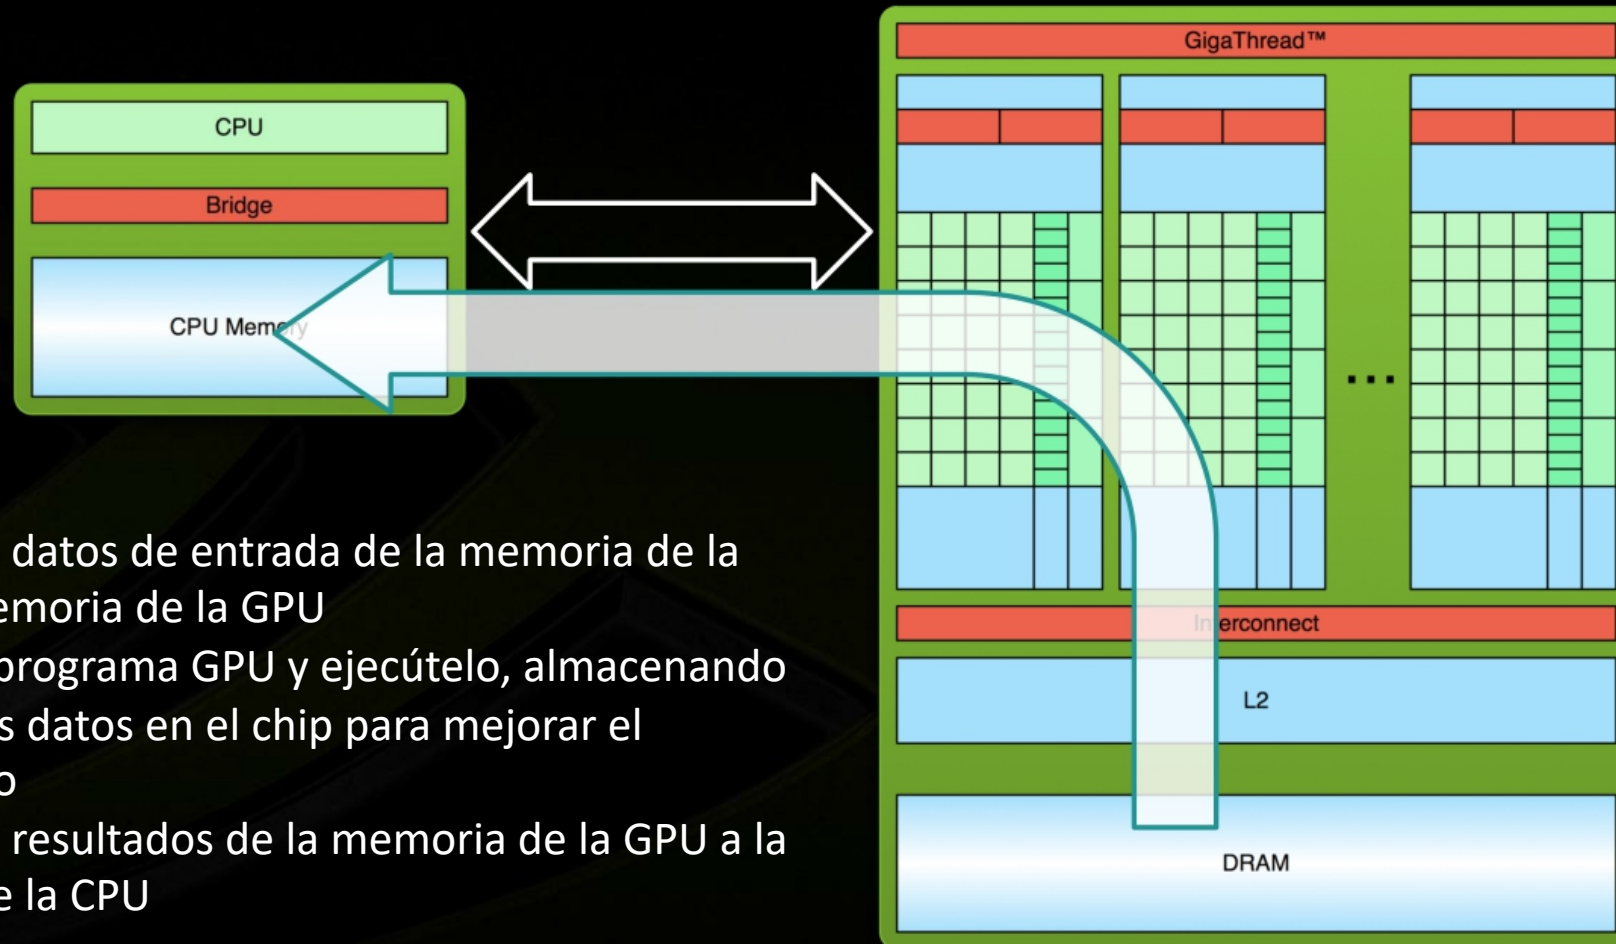 CPU
Bridge
CPU Memory
GigaThread™
...
Interconnect
L2
DRAM
datos de entrada de la memoria de la
emoria de la GPU
programa GPU y ejecútelo, almacenando
s datos en el chip para mejorar el
o
resultados de la memoria de la GPU a la
e la CPU